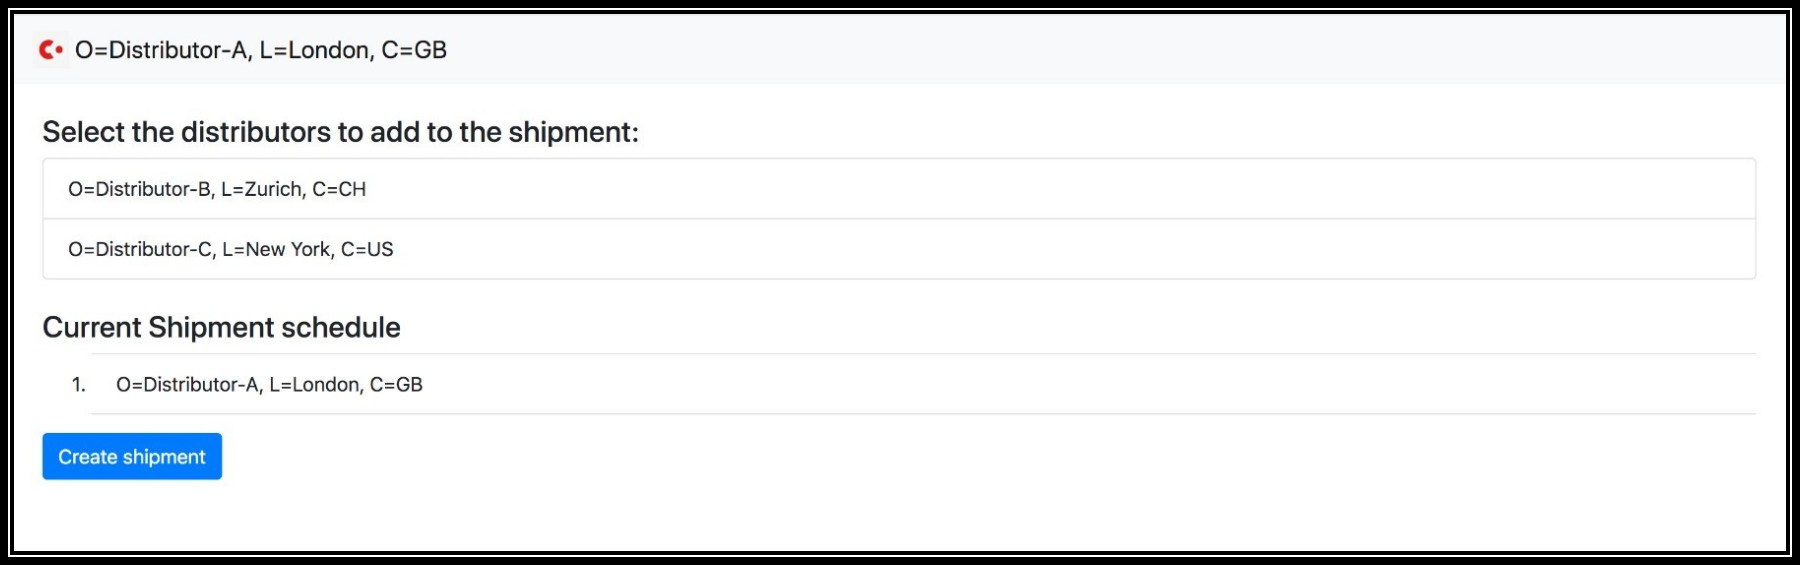 O=Distributor-A, L=London, C=GB
Select the distributors to add to the shipment:
O=Distributor-B, L=Zurich, C=CH
O=Distributor-C, L=New York, C=US
Current Shipment schedule
1. O=Distributor-A, L=London, C=GB
Create shipment